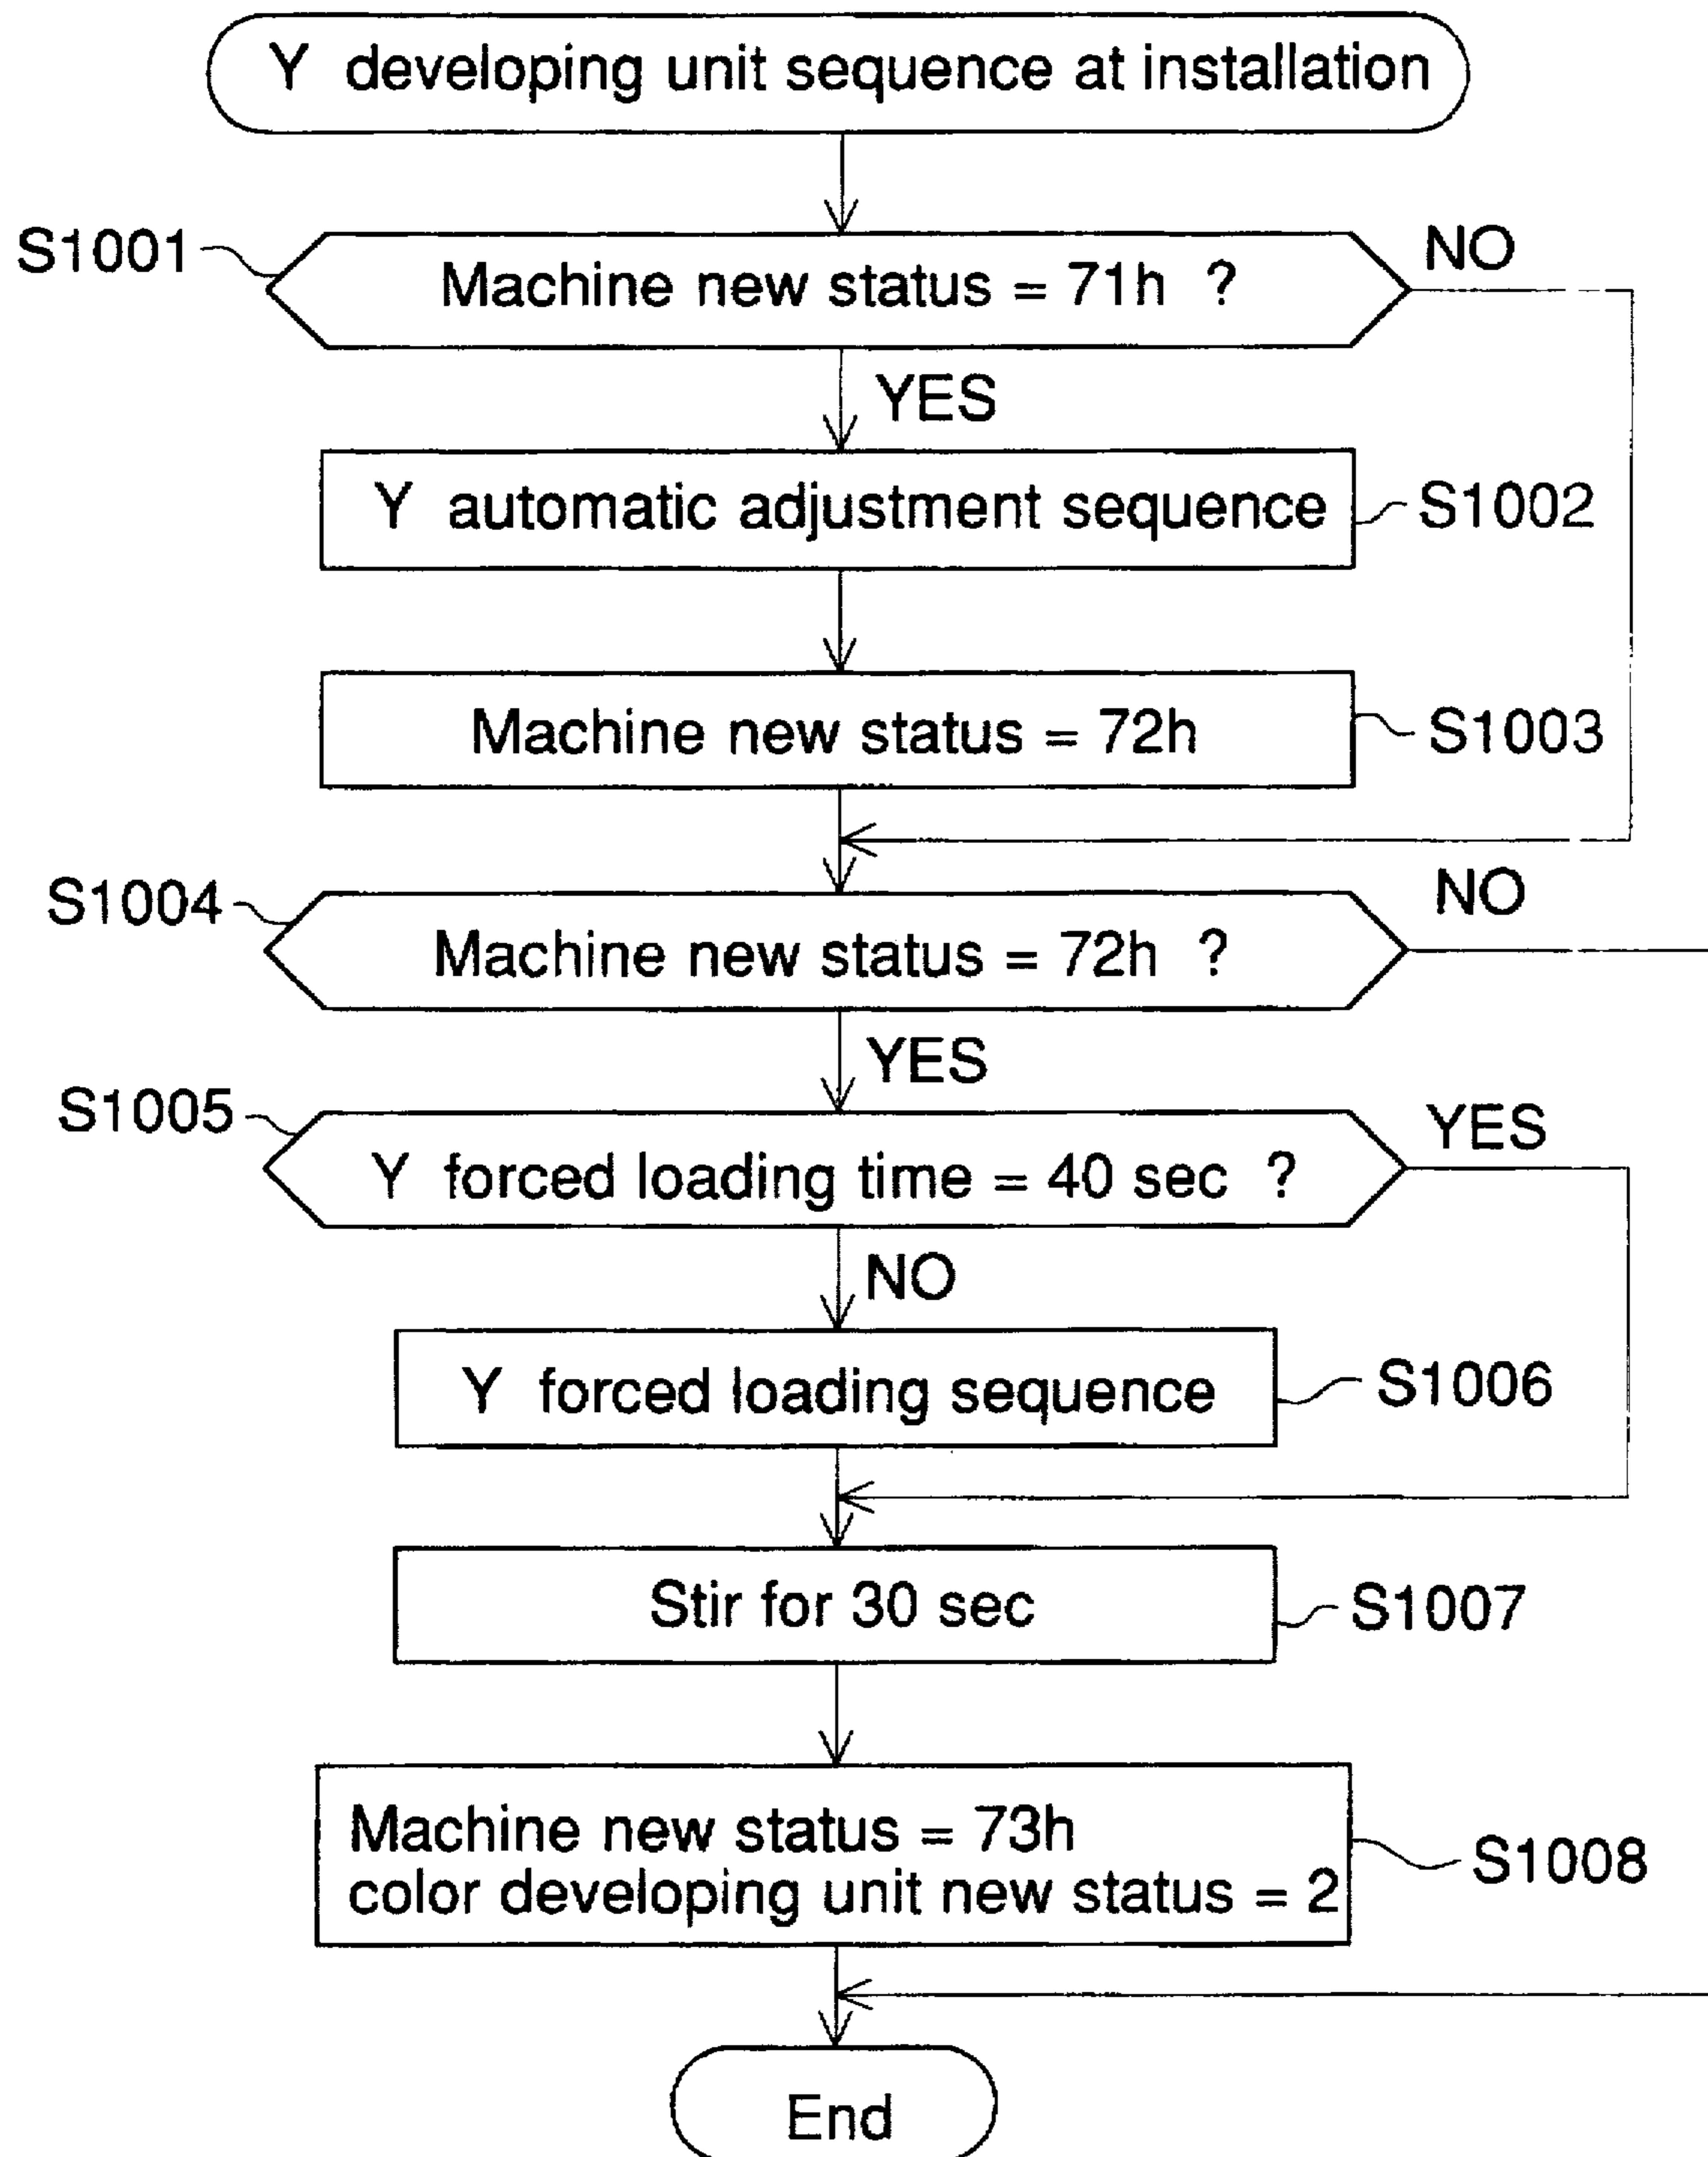 Y developing unit sequence at installation
S1001
Machine new status = 71h ?
NO
YES
Y automatic adjustment sequence
S1002
Machine new status = 72h
S1003
S1004
Machine new status = 72h ?
NO
YES
S1005
Y forced loading time = 40 sec ?
YES
NO
Y forced loading sequence
S1006
Stir for 30 sec
S1007
Machine new status = 73h
color developing unit new status = 2
S1008
End